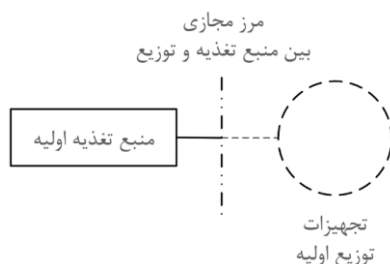 مرز مجازی
بین منبع تغذیه و توزیع
منبع تغذیه اولیه
تجهیزات
توزیع اولیه